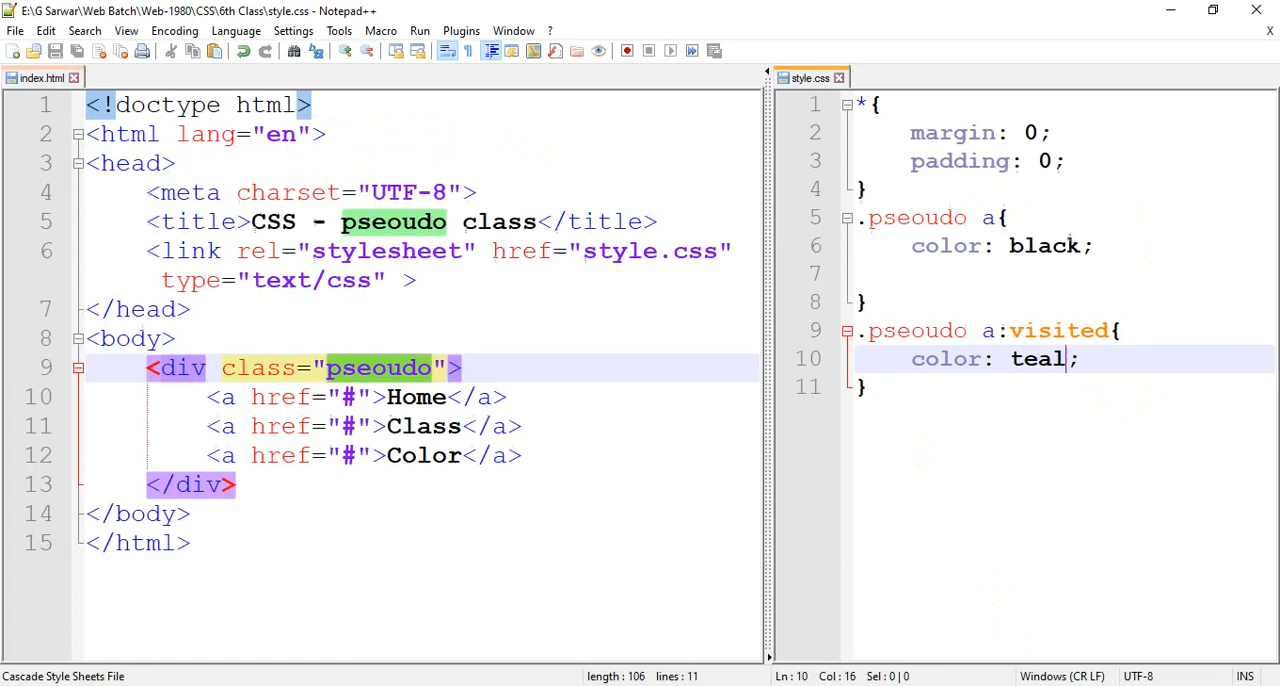 E:\G Sarwar\Web Batch\Web-1980\CSS\6th Class\style.css - Notepad++
File Edit Search View Encoding Language Settings Tools Macro Run Plugins Window ?
X
index.html
1 <!doctype html>
2 <html lang="en">
3 <head>
4 <meta charset="UTF-8">
5 <title>CSS - pseoudo class</title>
6 <link rel="stylesheet" href="style.css"
type="text/css" >
7 </head>
8 <body>
9 <div class="pseoudo">
10 <a href="#">Home</a>
11 <a href="#">Class</a>
12 <a href="#">Color</a>
13 </div>
14 </body>
15 </html>
style.css
1 *{
2 margin: 0;
3 padding: 0;
4 }
5 .pseoudo a{
6 color: black;
7
8 }
9 .pseoudo a:visited{
10 color: teal;
11 }
Cascade Style Sheets File length : 106 lines : 11 Ln : 10 Col : 16 Sel : 0 | 0 Windows (CR LF) UTF-8 INS